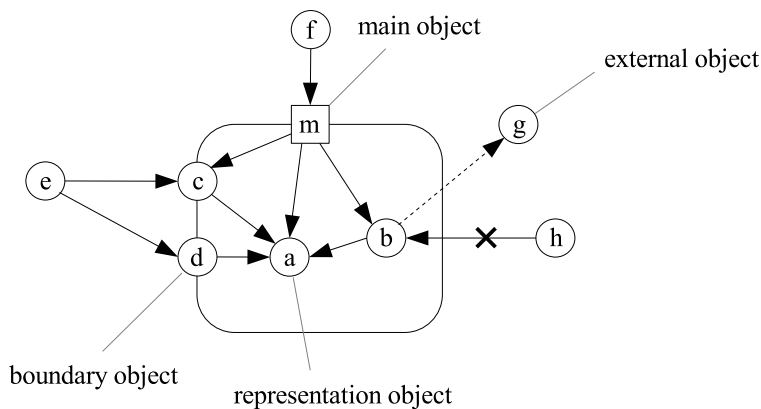 f
main object
external object
m
g
e
c
b
h
d
a
boundary object
representation object